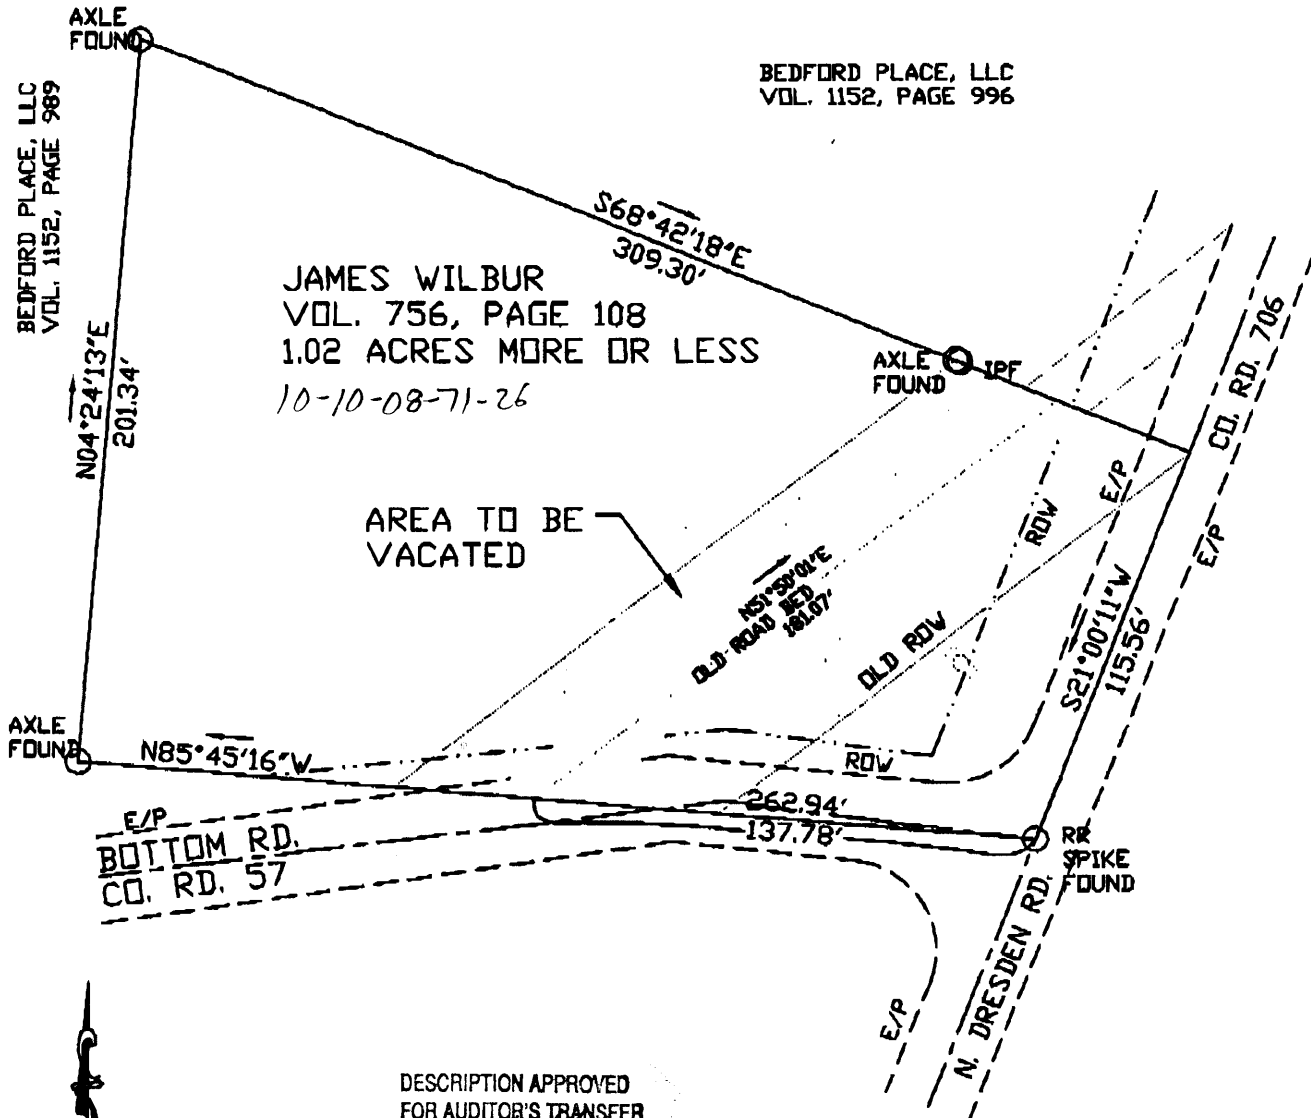 AXLE
FOUND
BEDFORD PLACE, LLC
VOL. 1152, PAGE 989
BEDFORD PLACE, LLC
VOL. 1152, PAGE 996
S68°42'18"E
309.30'
JAMES WILBUR
VOL. 756, PAGE 108
1.02 ACRES MORE OR LESS
10-10-08-71-26
N04°24'13"E
201.34'
AXLE
FOUND
IPF
CO. RD. 706
E/P
E/P
ROW
AREA TO BE
VACATED
N51°50'01"E
OLD ROAD BED
181.07'
OLD ROW
S21°00'11"W
115.56'
AXLE
FOUND
N85°45'16"W
ROW
262.94'
137.78'
E/P
BOTTOM RD.
CO. RD. 57
RR
SPIKE
FOUND
N. DRESDEN RD.
E/P
DESCRIPTION APPROVED
FOR AUDITOR'S TRANSFER